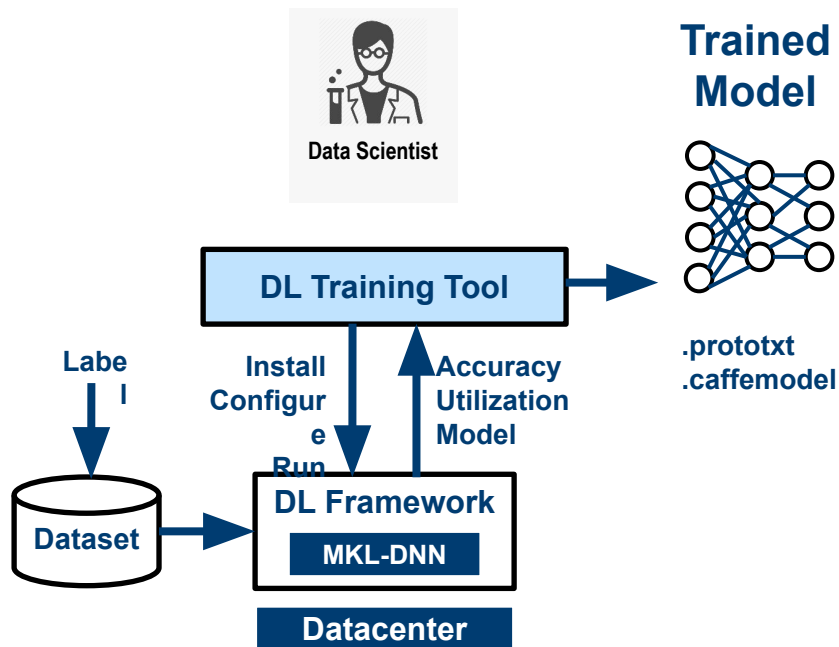 Trained
Model
Data Scientist
DL Training Tool
.prototxt
.caffemodel
Labe
l
Install
Configur
e
Run
Accuracy
Utilization
Model
Dataset
DL Framework
MKL-DNN
Datacenter